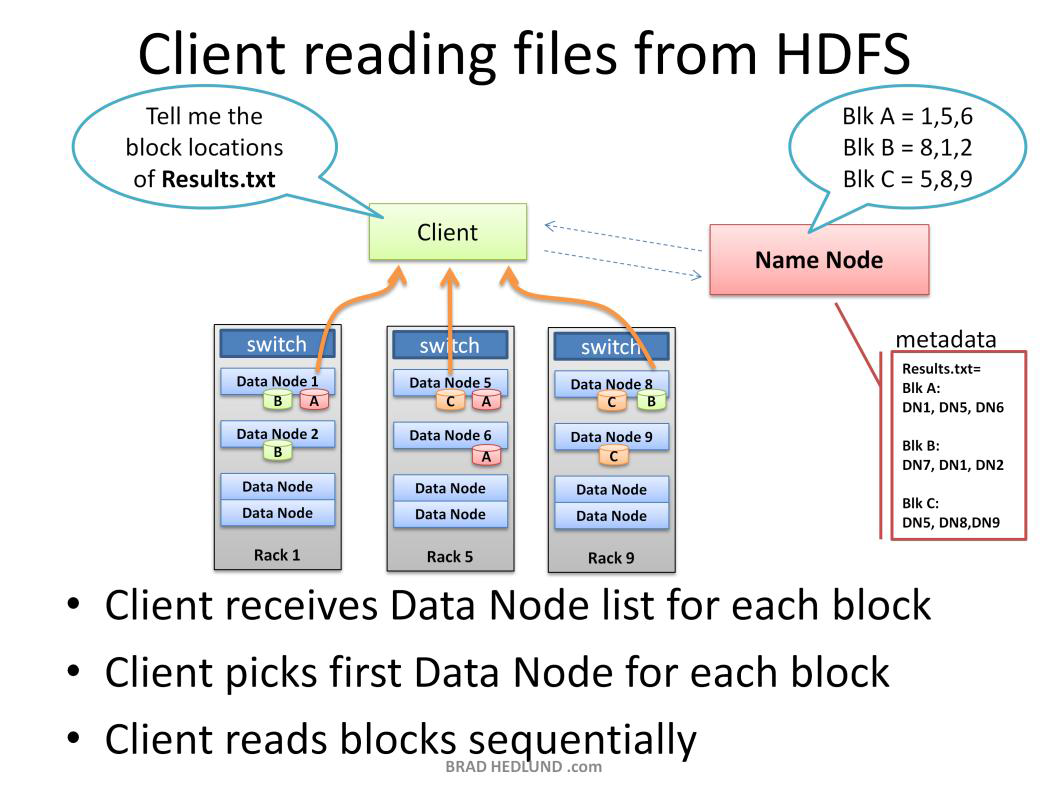 Client reading files from HDFS
Tell me the
block locations
of Results.txt
Blk A = 1,5,6
Blk B = 8,1,2
Blk C = 5,8,9
Client
Name Node
metadata
Results.txt=
Blk A:
DN1, DN5, DN6
Blk B:
DN7, DN1, DN2
Blk C:
DN5, DN8,DN9
switch
Data Node 1
B A
Data Node 2
B
Data Node
Data Node
Rack 1
switch
Data Node 5
C A
Data Node 6
A
Data Node
Data Node
Rack 5
switch
Data Node 8
C B
Data Node 9
C
Data Node
Data Node
Rack 9
• Client receives Data Node list for each block
• Client picks first Data Node for each block
• Client reads blocks sequentially
BRAD HEDLUND .com